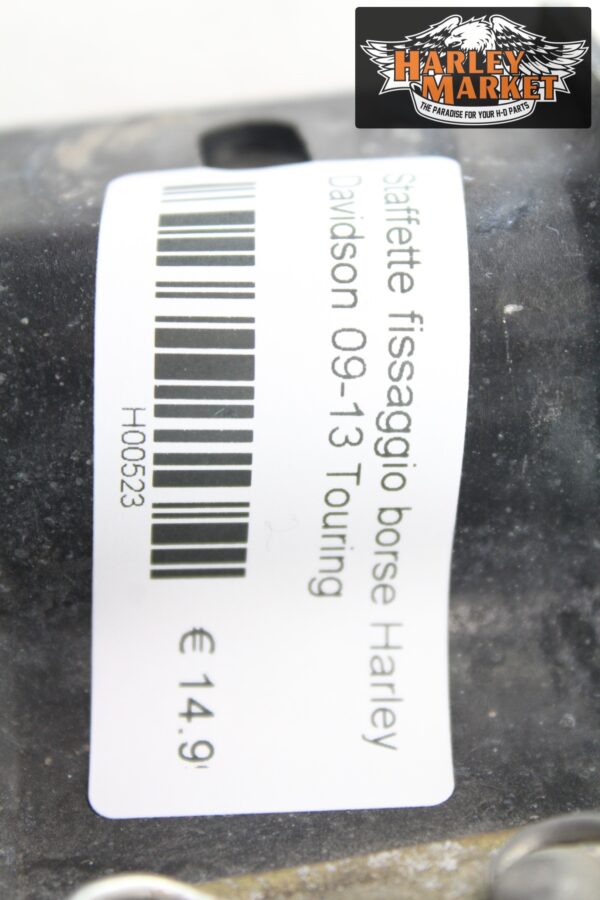 HARLEY
MARKET
THE PARADISE FOR YOUR H-D PARTS
Staffette fissaggio borse Harley
Davidson 09-13 Touring
H00523
€ 14.9